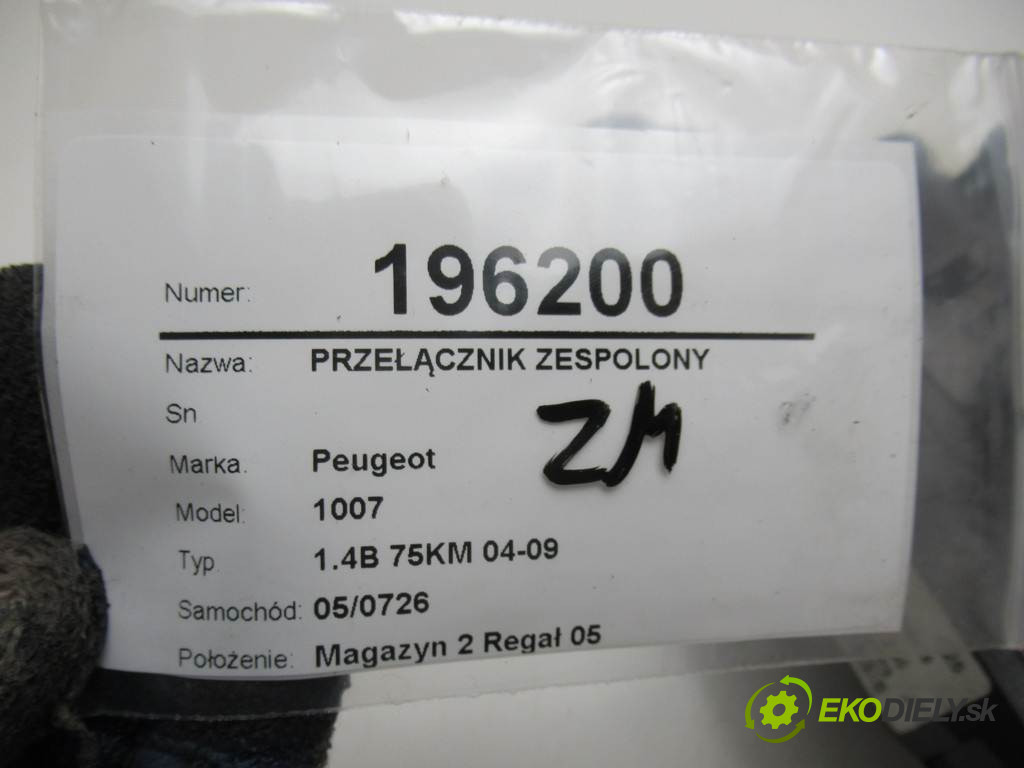 Numer: 196200
Nazwa: PRZEŁĄCZNIK ZESPOLONY
Sn
ZM
Marka. Peugeot
Model: 1007
Typ 1.4B 75KM 04-09
Samochód: 05/0726
Położenie: Magazyn 2 Regał 05
EKODIELY.sk